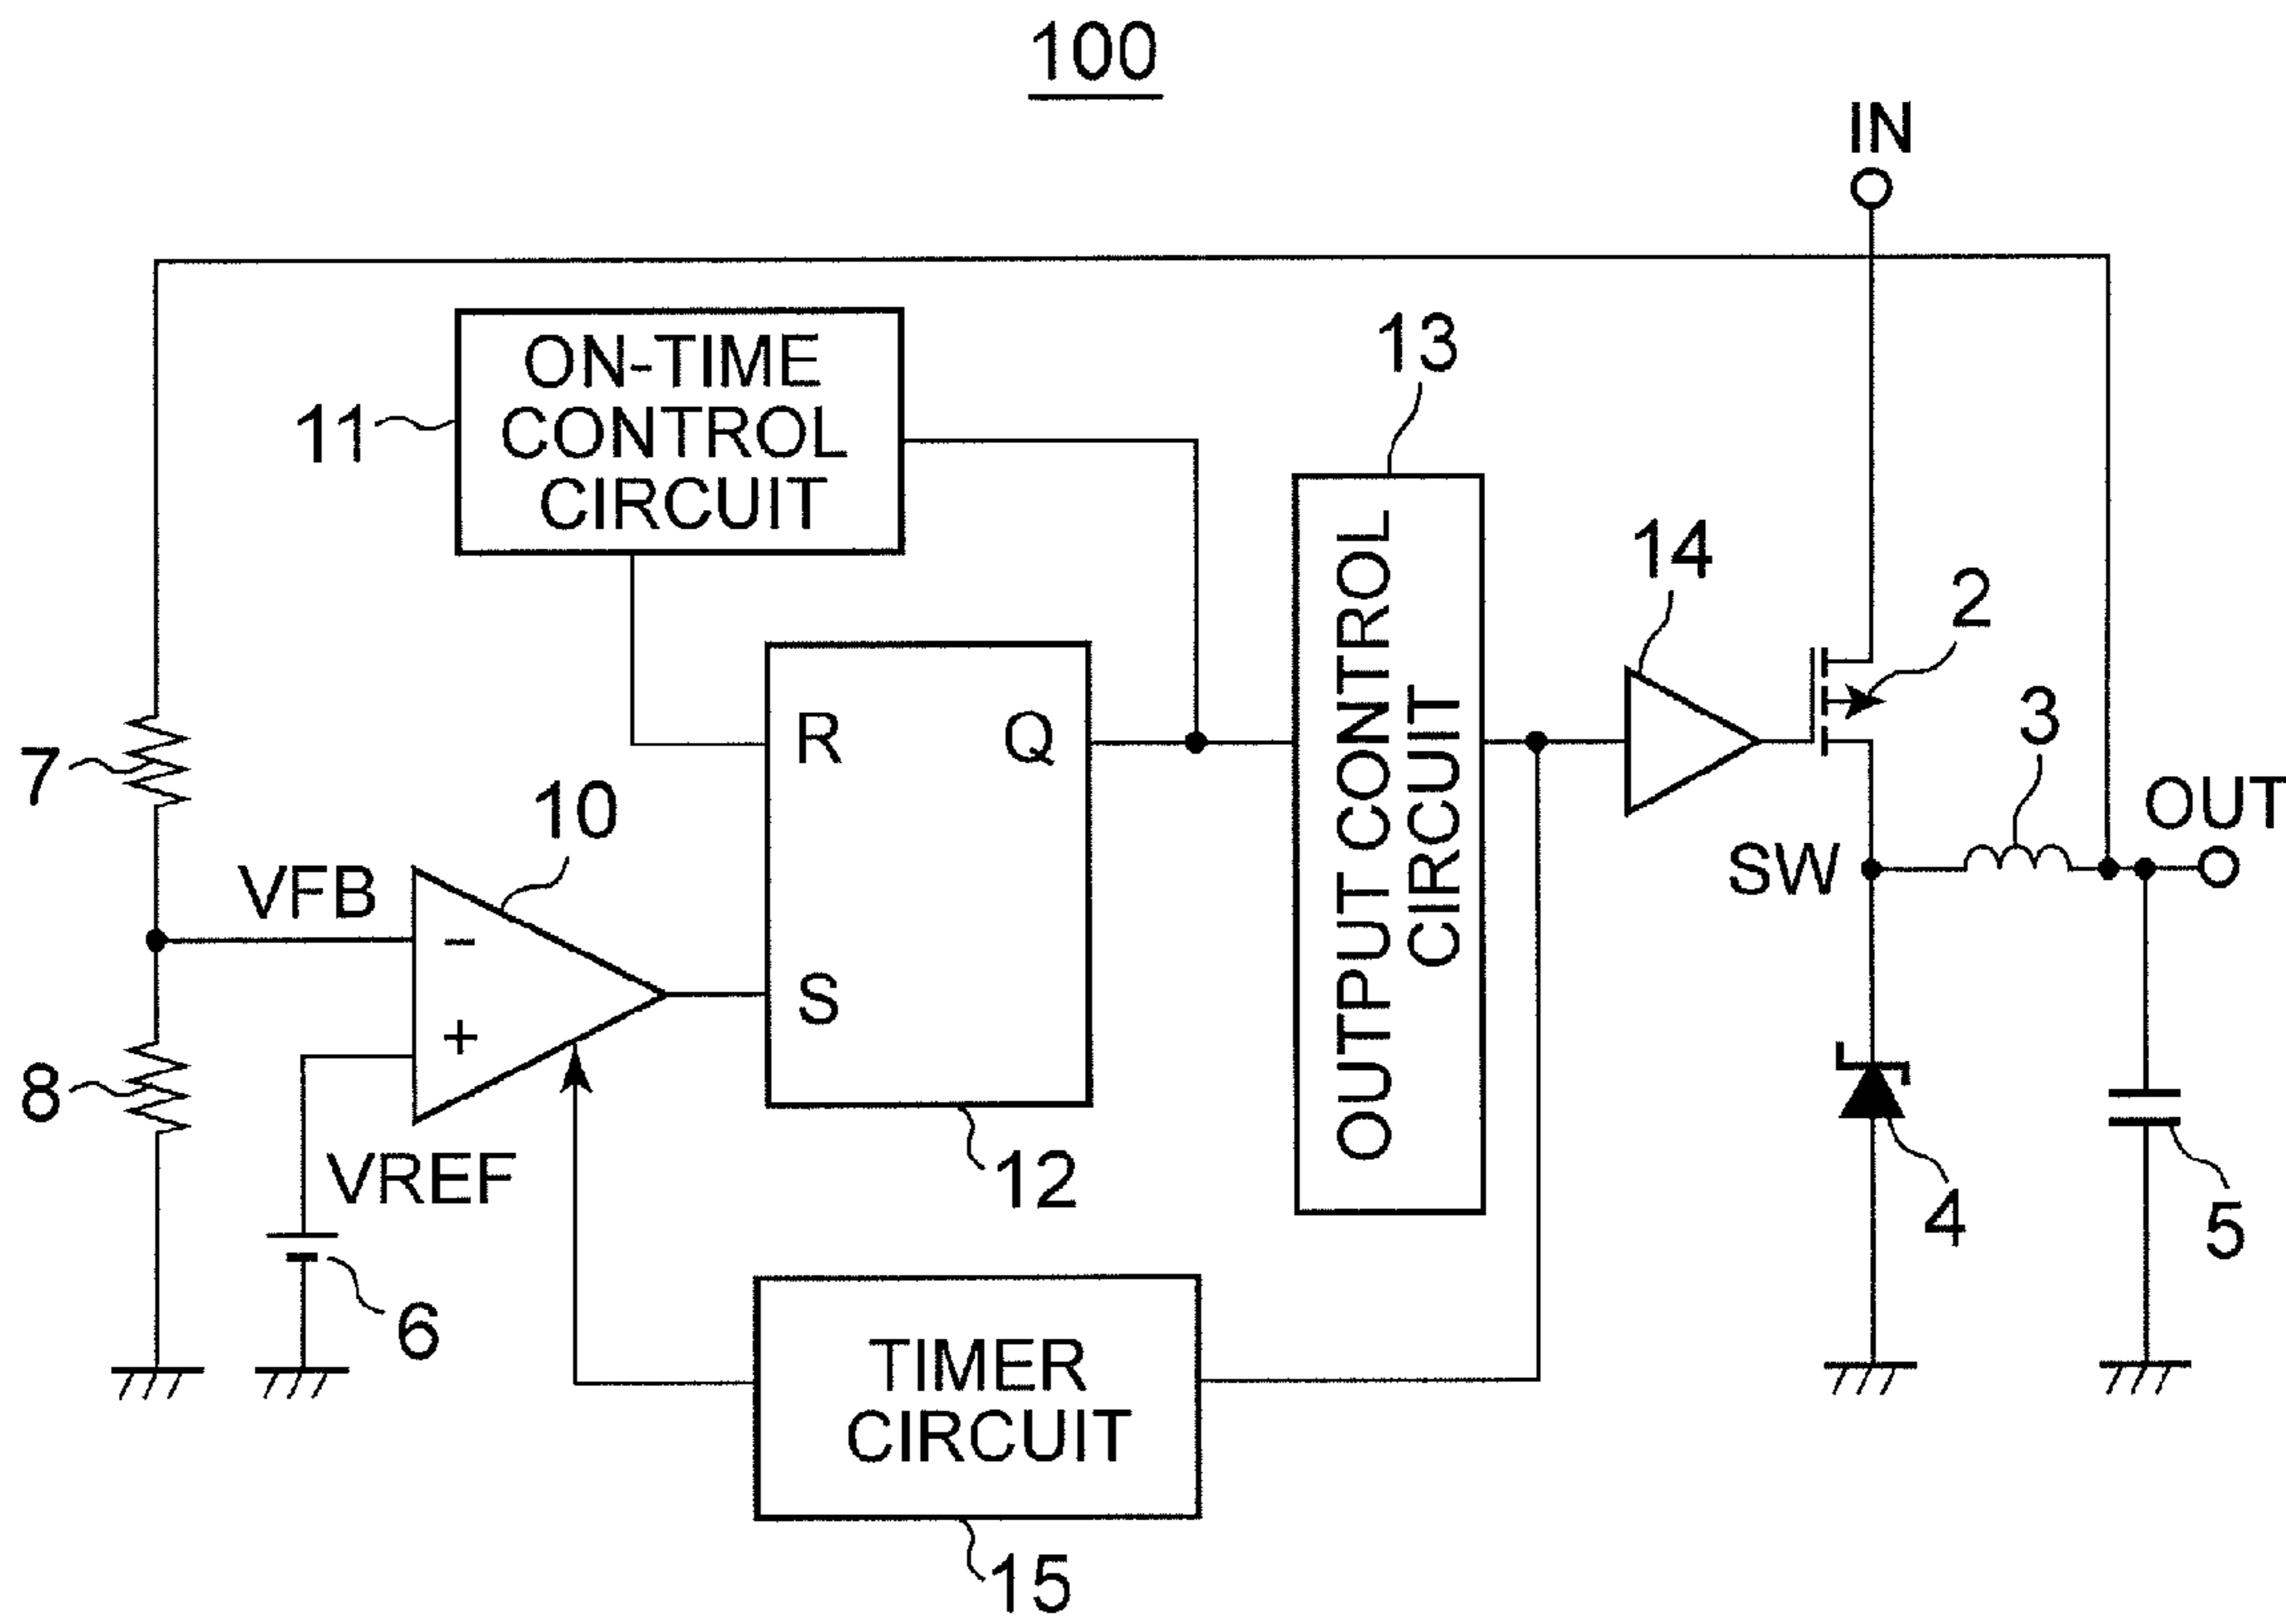 100
IN
ON-TIME
CONTROL
CIRCUIT
11
13
14
2
3
R
Q
S
7
10
OUT
SW
VFB
−
+
OUTPUT CONTROL
CIRCUIT
8
VREF
12
4
5
6
TIMER
CIRCUIT
15